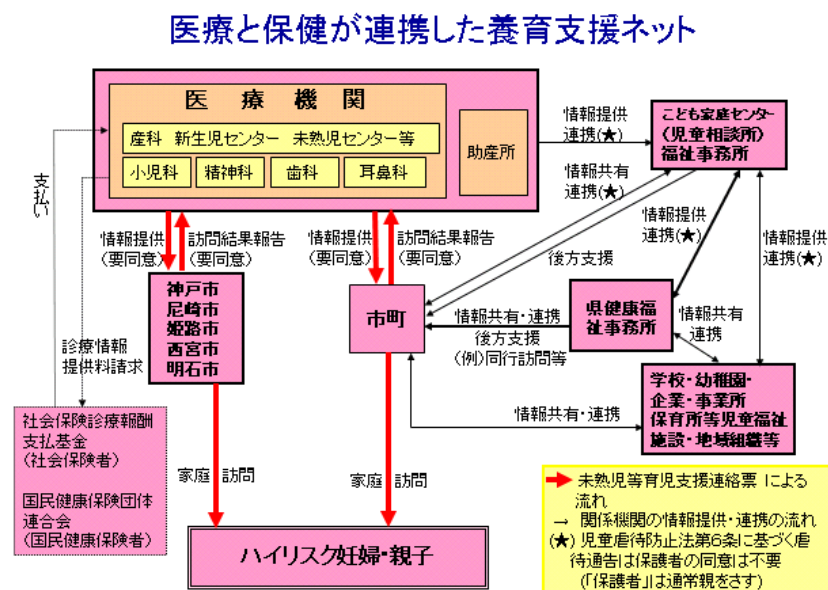 医療と保健が連携した養育支援ネット
医療機関
産科 新生児センター 未熟児センター等
小児科
精神科
歯科
耳鼻科
助産所
情報提供
連携(★)
こども家庭センター
(児童相談所)
福祉事務所
情報共有
連携(★)
支払い
情報提供
(要同意)
訪問結果報告
(要同意)
情報提供
(要同意)
訪問結果報告
(要同意)
後方支援
情報提供
連携(★)
情報提供
連携(★)
神戸市
尼崎市
姫路市
西宮市
明石市
市町
情報共有・連携
後方支援
(例)同行訪問等
県健康福
祉事務所
情報共有
連携
診療情報
提供料請求
学校・幼稚園・
企業・事業所
保育所等児童福祉
施設・地域組織等
情報共有・連携
社会保険診療報酬
支払基金
(社会保険者)
国民健康保険団体
連合会
(国民健康保険者)
家庭訪問
家庭訪問
ハイリスク妊婦・親子
→ 未熟児等育児支援連絡票 による
流れ
→ 関係機関の情報提供・連携の流れ
(★) 児童虐待防止法第6条に基づく虐
待通告は保護者の同意は不要
(「保護者」は通常親をさす)